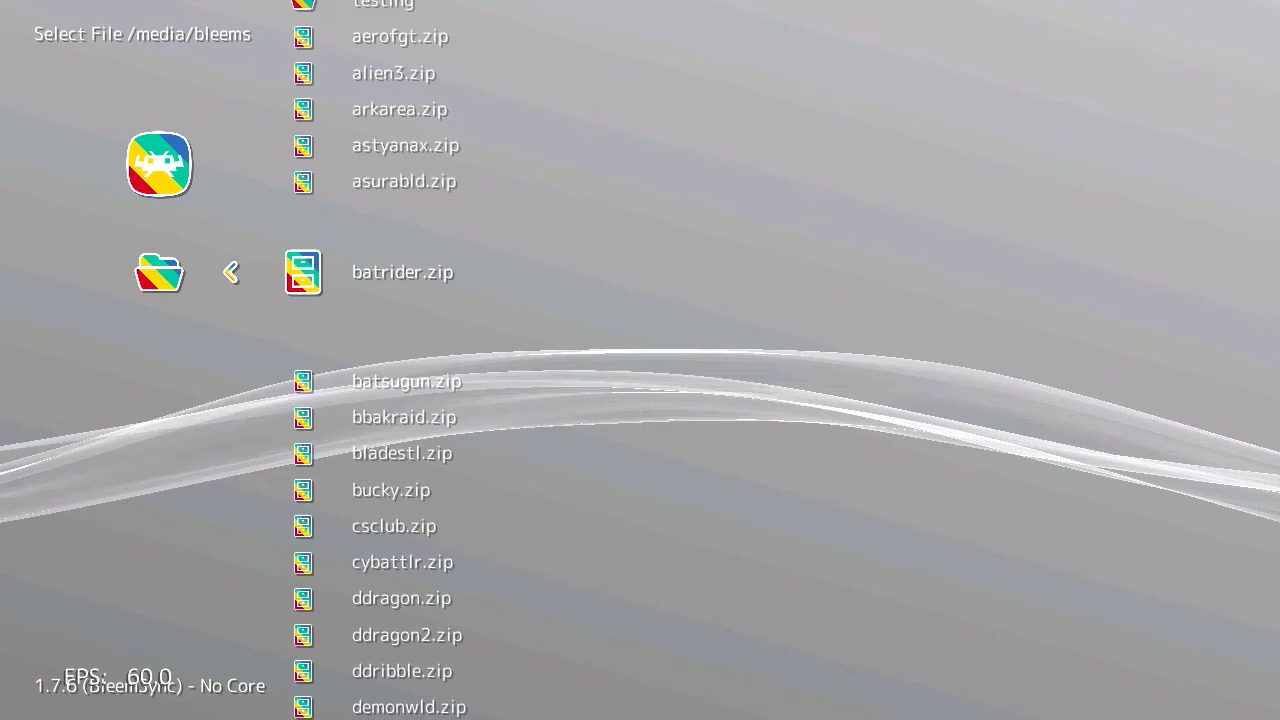 testing
Select File /media/bleems
aerofgt.zip
alien3.zip
arkarea.zip
astyanax.zip
asurabld.zip
batrider.zip
batsugun.zip
bbakraid.zip
bladestl.zip
bucky.zip
csclub.zip
cybattlr.zip
ddragon.zip
ddragon2.zip
ddribble.zip
FPS: 60.0
1.7.6 (BleemSync) - No Core
demonwld.zip